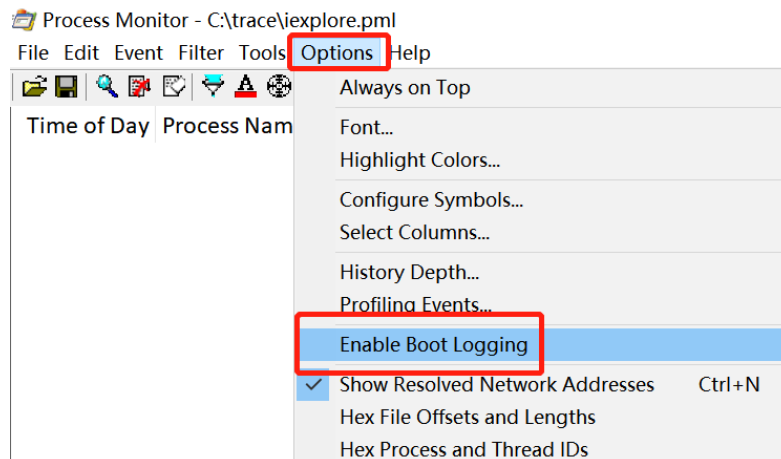 Process Monitor - C:\trace\iexplore.pml
File Edit Event Filter Tools Options Help
Always on Top
Time of Day Process Nam
Font...
Highlight Colors...
Configure Symbols...
Select Columns...
History Depth...
Profiling Events...
Enable Boot Logging
Show Resolved Network Addresses Ctrl+N
Hex File Offsets and Lengths
Hex Process and Thread IDs